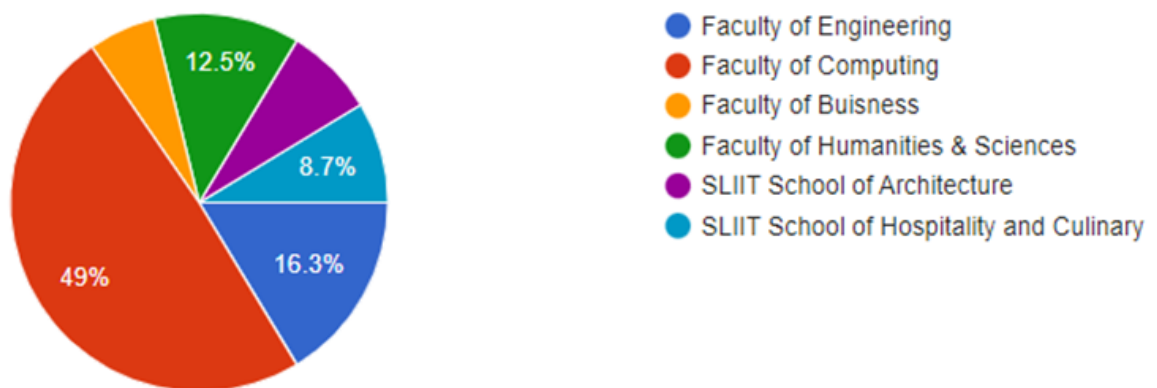 12.5%
8.7%
16.3%
49%
Faculty of Engineering
Faculty of Computing
Faculty of Buisness
Faculty of Humanities & Sciences
SLIIT School of Architecture
SLIIT School of Hospitality and Culinary